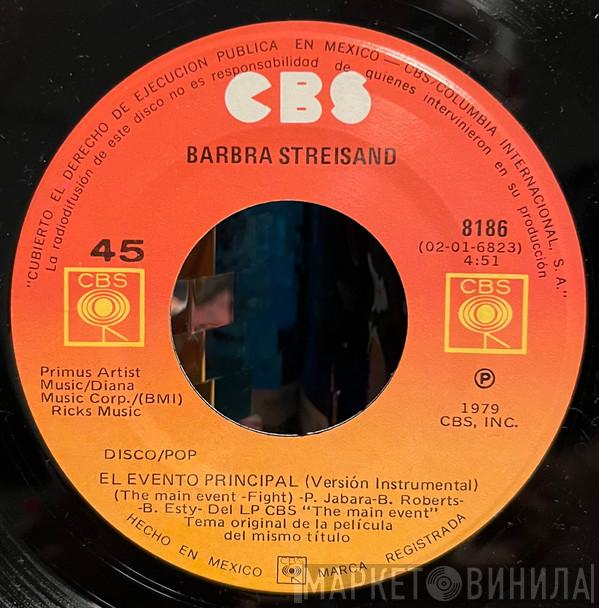 "CUBIERTO EL DERECHO DE EJECUCION PUBLICA EN MEXICO—CBS/COLUMBIA INTERNACIONAL, S. A."
La radiodifusión de este disco no es responsabilidad de quienes intervinieron en su producción
CBS
BARBRA STREISAND
45
8186
(02-01-6823)
4:51
CBS
CBS
Primus Artist
Music/Diana
Music Corp./(BMI)
Ricks Music
℗
1979
CBS, INC.
DISCO/POP
EL EVENTO PRINCIPAL (Versión Instrumental)
(The main event -Fight) -P. Jabara-B. Roberts-
-B. Esty- Del LP CBS "The main event"
Tema original de la película
del mismo título
HECHO EN MEXICO CBS MARCA REGISTRADA
МАРКЕТ ВИНИЛА